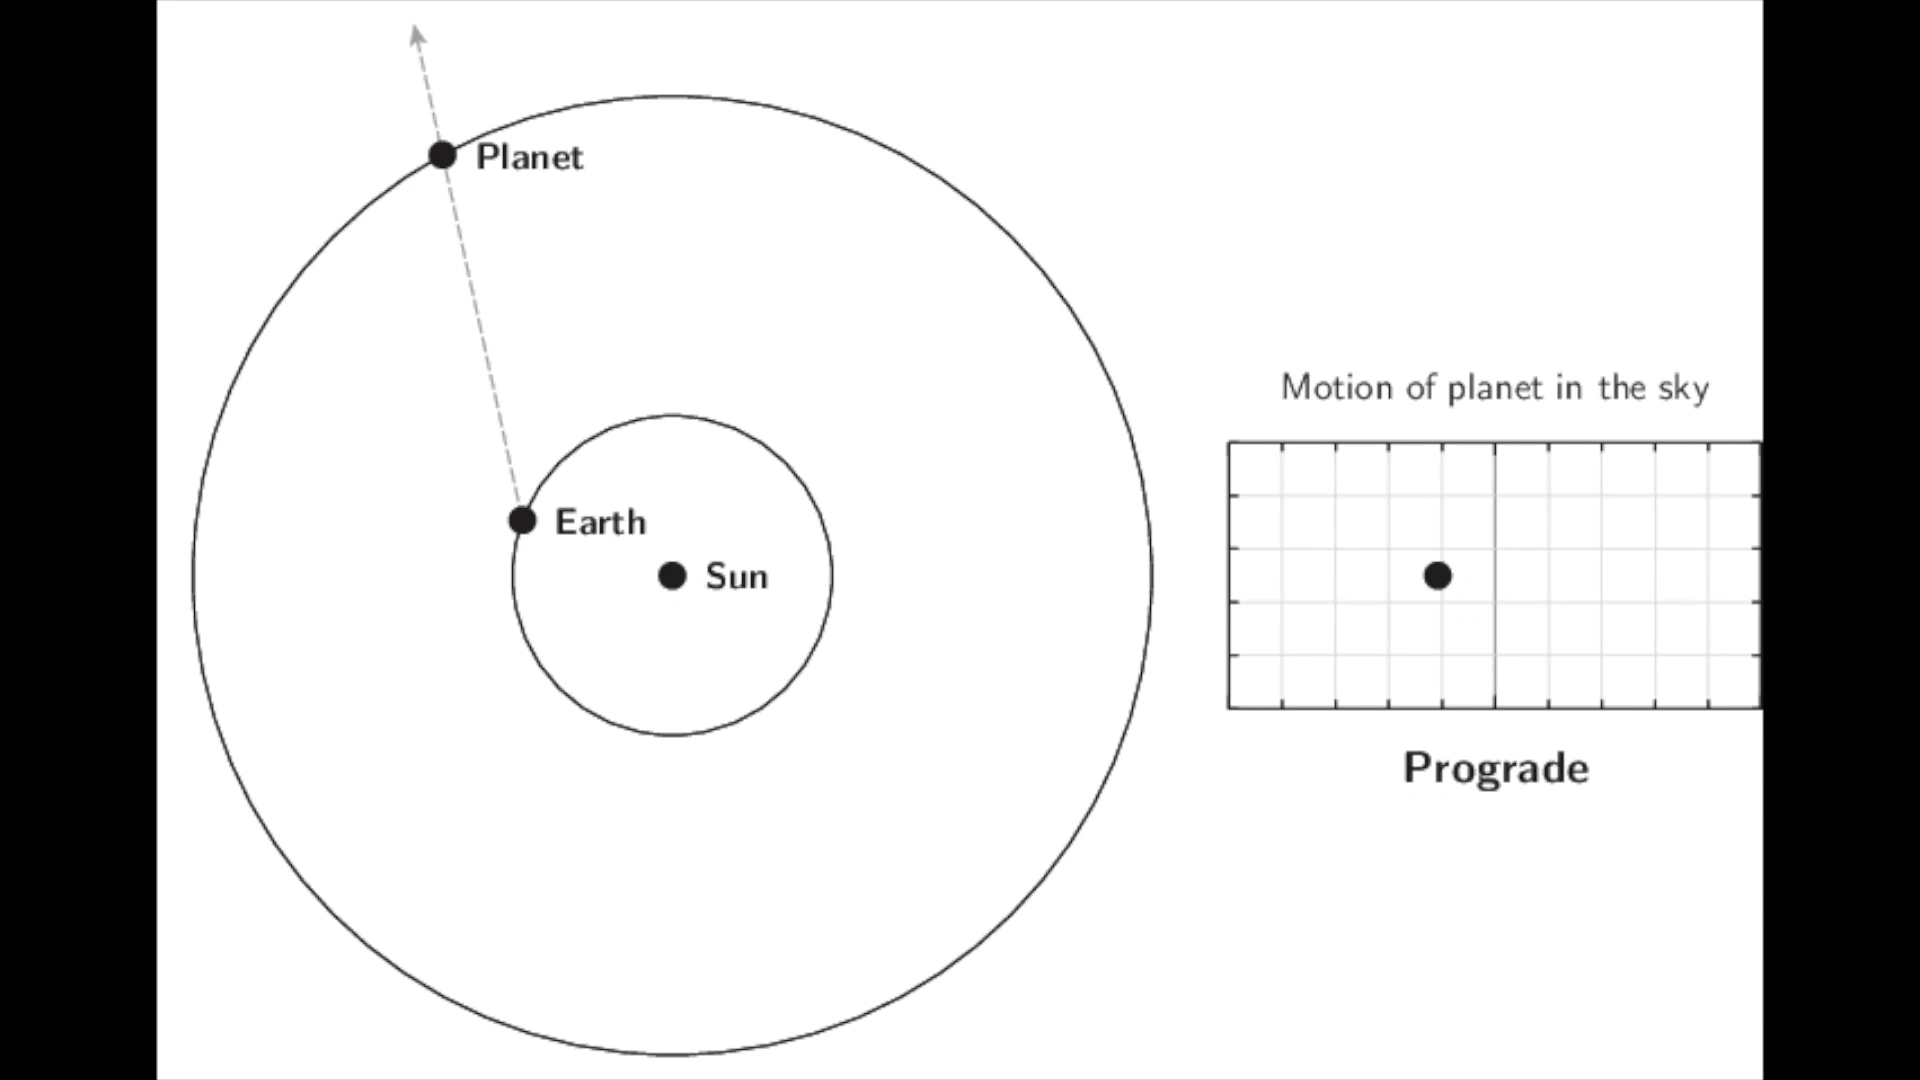 Planet
Earth
Sun
Motion of planet in the sky
Prograde